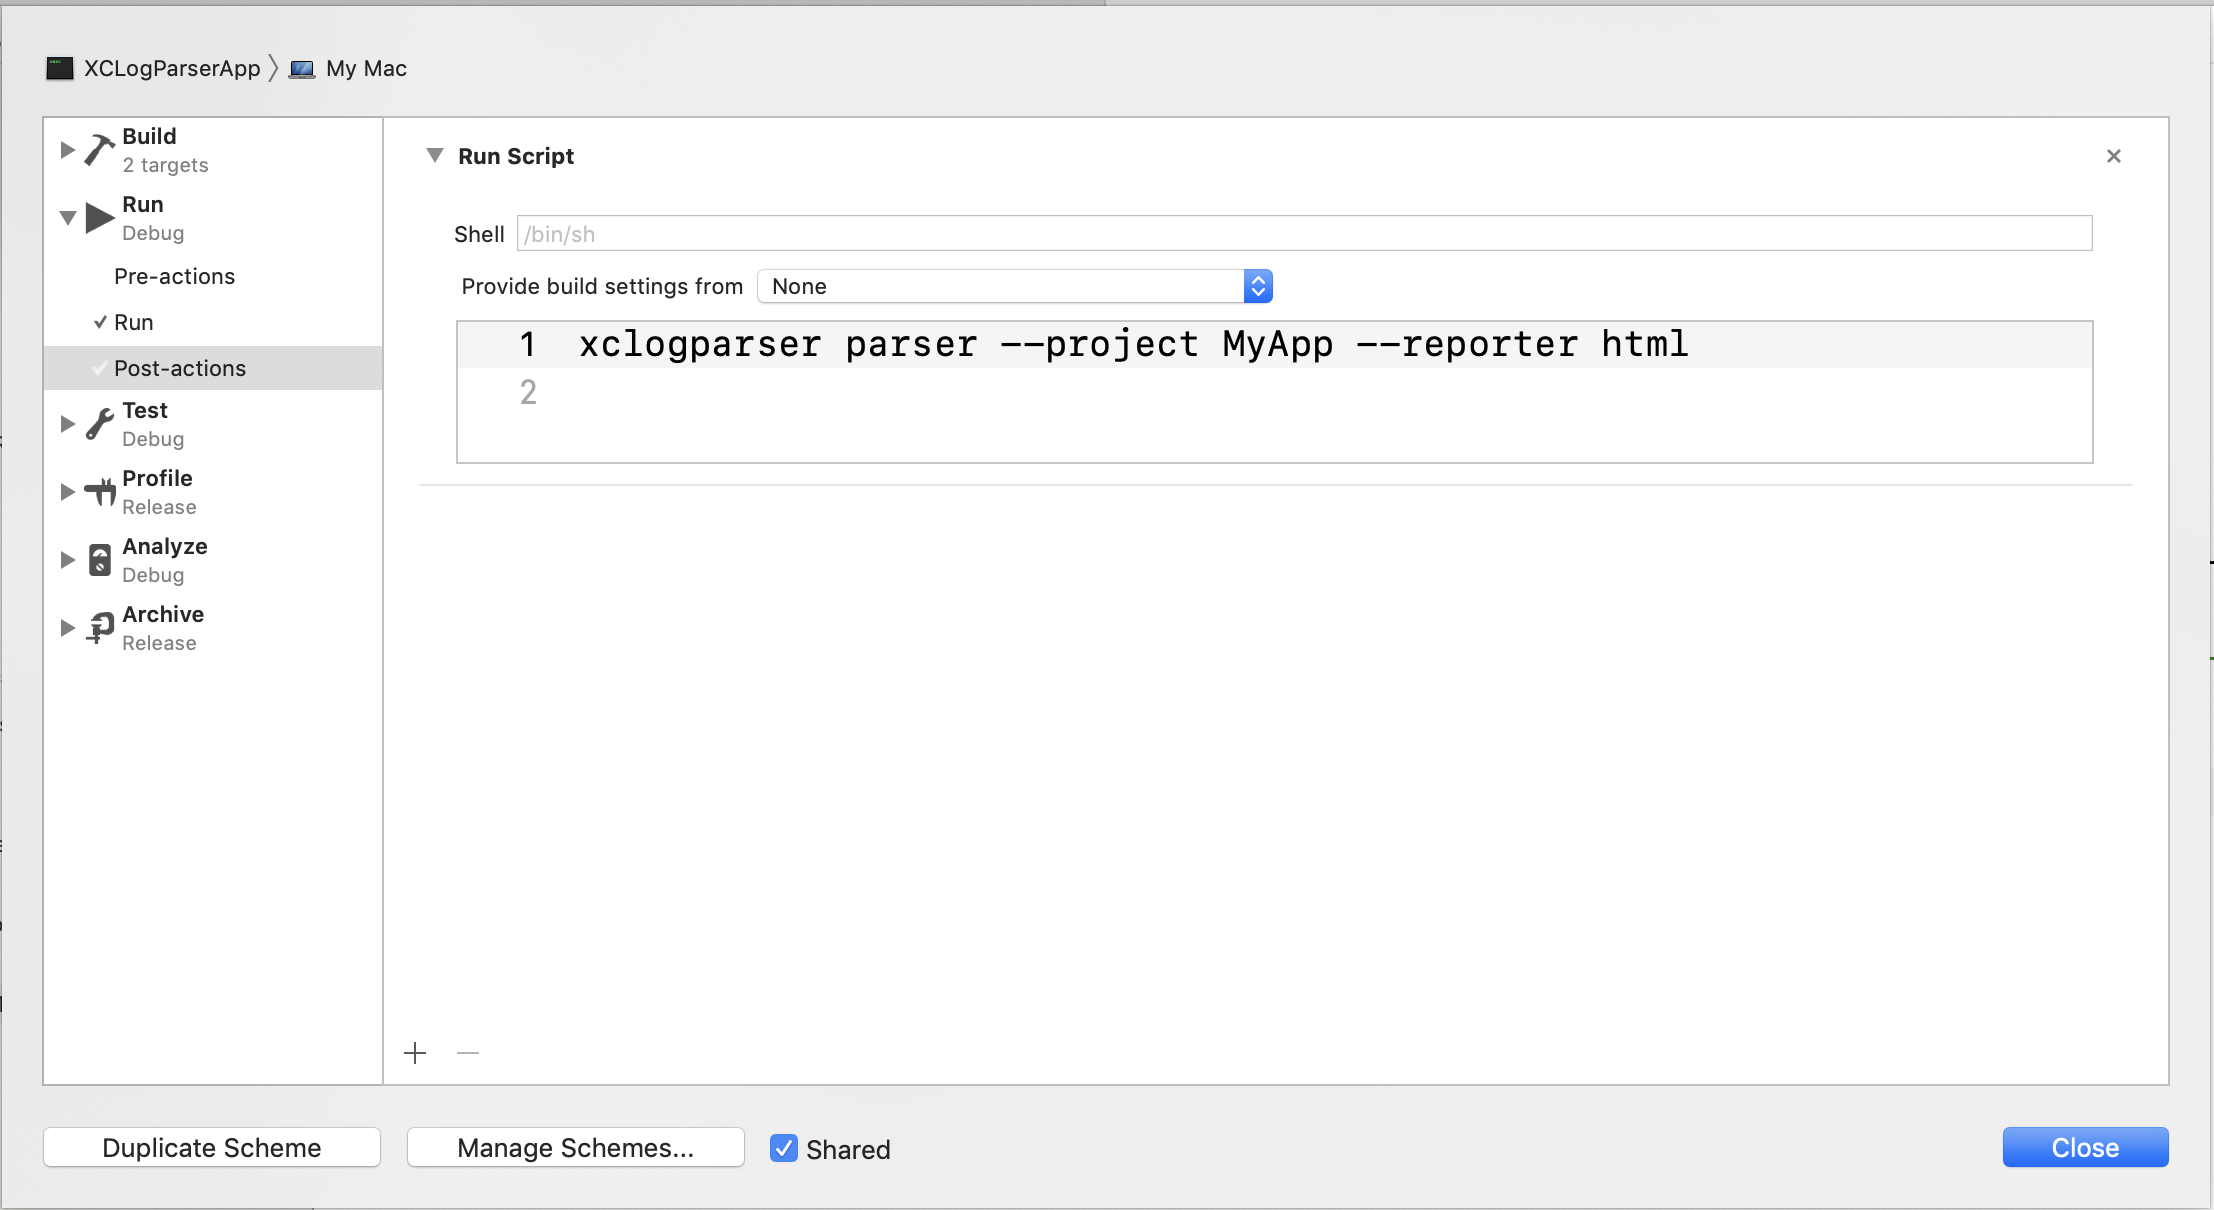 XCLogParserApp My Mac
Build
2 targets
Run
Debug
Pre-actions
Run
Post-actions
Test
Debug
Profile
Release
Analyze
Debug
Archive
Release
Run Script
Shell /bin/sh
Provide build settings from None
1 xclogparser parser --project MyApp --reporter html
2
Duplicate Scheme Manage Schemes... Shared Close